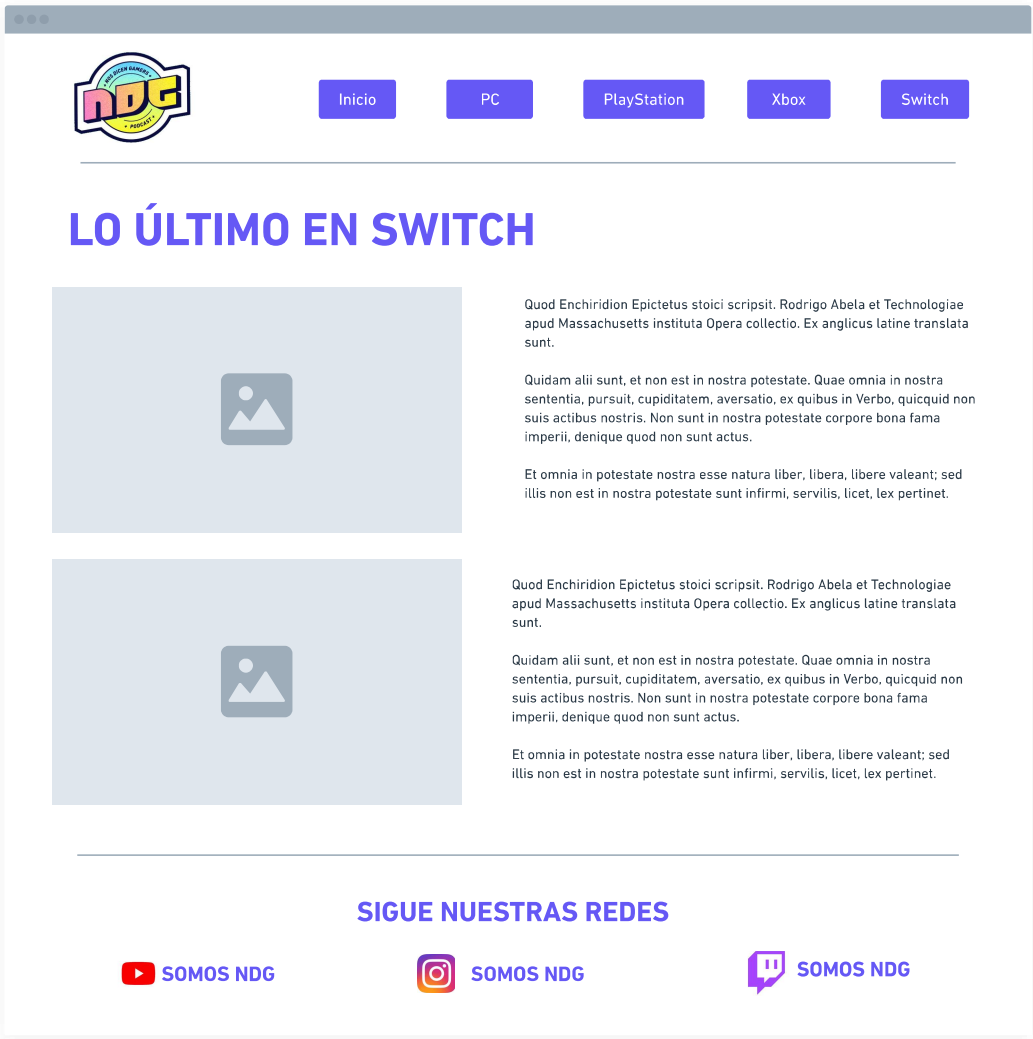 NOS DICEN GAMERS
NDG
PODCAST
Inicio
PC
PlayStation
Xbox
Switch
LO ÚLTIMO EN SWITCH
Quod Enchiridion Epictetus stoici scripsit. Rodrigo Abela et Technologiae
apud Massachusetts instituta Opera collectio. Ex anglicus latine translata
sunt.
Quidam alii sunt, et non est in nostra potestate. Quae omnia in nostra
sententia, pursuit, cupiditatem, aversatio, ex quibus in Verbo, quicquid non
suis actibus nostris. Non sunt in nostra potestate corpore bona fama
imperii, denique quod non sunt actus.
Et omnia in potestate nostra esse natura liber, libera, libere valeant; sed
illis non est in nostra potestate sunt infirmi, servilis, licet, lex pertinet.
Quod Enchiridion Epictetus stoici scripsit. Rodrigo Abela et Technologiae
apud Massachusetts instituta Opera collectio. Ex anglicus latine translata
sunt.
Quidam alii sunt, et non est in nostra potestate. Quae omnia in nostra
sententia, pursuit, cupiditatem, aversatio, ex quibus in Verbo, quicquid non
suis actibus nostris. Non sunt in nostra potestate corpore bona fama
imperii, denique quod non sunt actus.
Et omnia in potestate nostra esse natura liber, libera, libere valeant; sed
illis non est in nostra potestate sunt infirmi, servilis, licet, lex pertinet.
SIGUE NUESTRAS REDES
SOMOS NDG
SOMOS NDG
SOMOS NDG